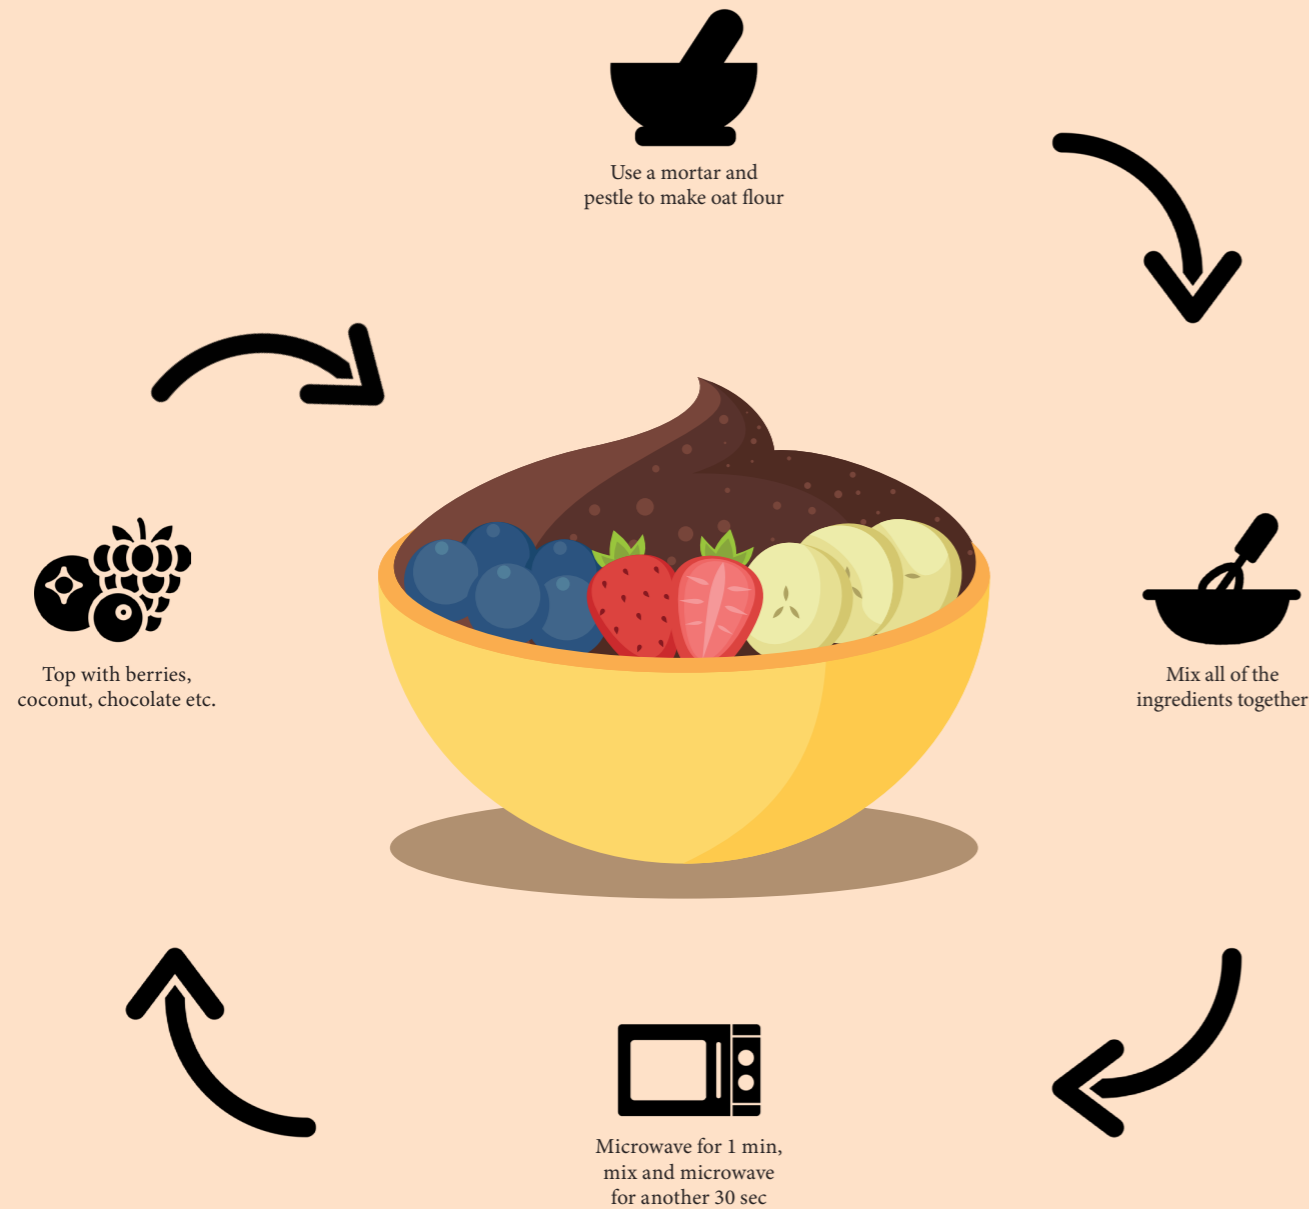 Use a mortar and
pestle to make oat flour
Mix all of the
ingredients together
Microwave for 1 min,
mix and microwave
for another 30 sec
Top with berries,
coconut, chocolate etc.